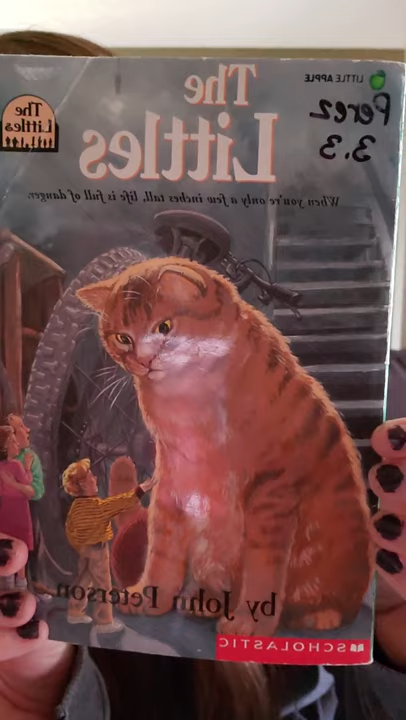 LITTLE APPLE
Perez
3.3
The
Littles
The
Littles
When you're only a few inches tall, life is full of danger.
by John Peterson
SCHOLASTIC